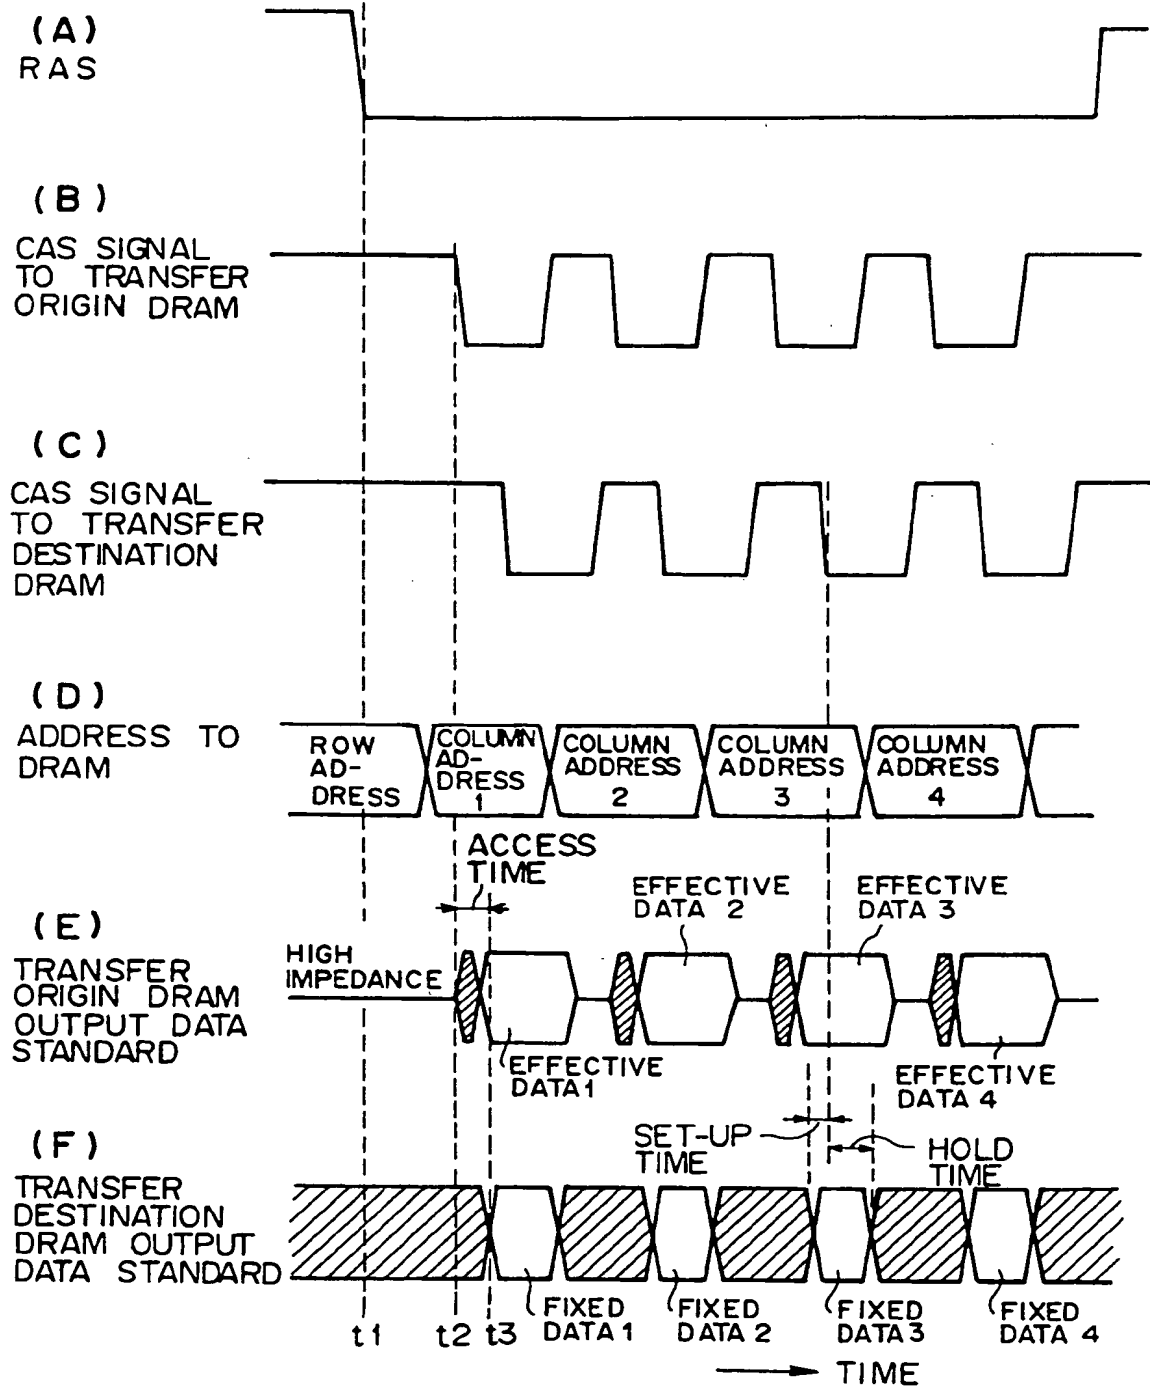 (A)
RAS
(B)
CAS SIGNAL
TO TRANSFER
ORIGIN DRAM
(C)
CAS SIGNAL
TO TRANSFER
DESTINATION
DRAM
(D)
ADDRESS TO
DRAM
ROW
AD-
DRESS
COLUMN
AD-
DRESS
1
COLUMN
ADDRESS
2
COLUMN
ADDRESS
3
COLUMN
ADDRESS
4
ACCESS
TIME
(E)
TRANSFER
ORIGIN DRAM
OUTPUT DATA
STANDARD
HIGH
IMPEDANCE
EFFECTIVE
DATA 2
EFFECTIVE
DATA 3
EFFECTIVE
DATA 1
EFFECTIVE
DATA 4
SET-UP
TIME
HOLD
TIME
(F)
TRANSFER
DESTINATION
DRAM OUTPUT
DATA STANDARD
FIXED
DATA 1
FIXED
DATA 2
FIXED
DATA 3
FIXED
DATA 4
t1
t2
t3
TIME